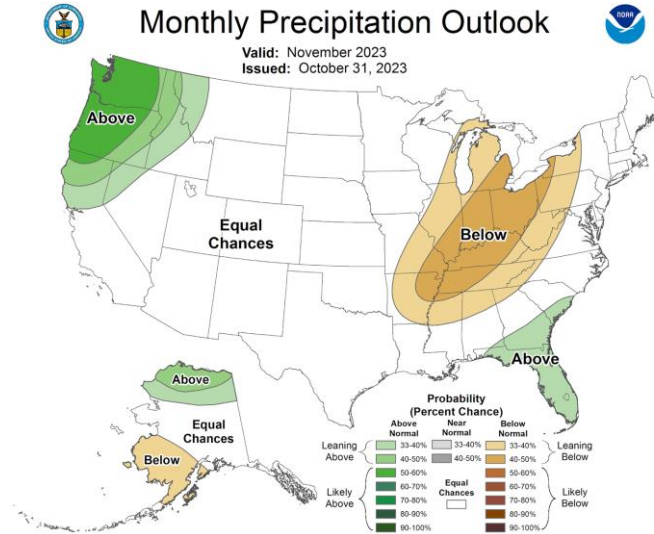 Monthly Precipitation Outlook
NOAA
Valid: November 2023
Issued: October 31, 2023
Above
Equal
Chances
Below
Above
Above
Equal
Chances
Below
Probability
(Percent Chance)
Above
Normal
Near
Normal
Below
Normal
Leaning
Above
33-40%
33-40%
33-40%
Leaning
Below
40-50%
40-50%
40-50%
Likely
Above
50-60%
60-70%
70-80%
80-90%
90-100%
Equal
Chances
50-60%
60-70%
70-80%
80-90%
90-100%
Likely
Below